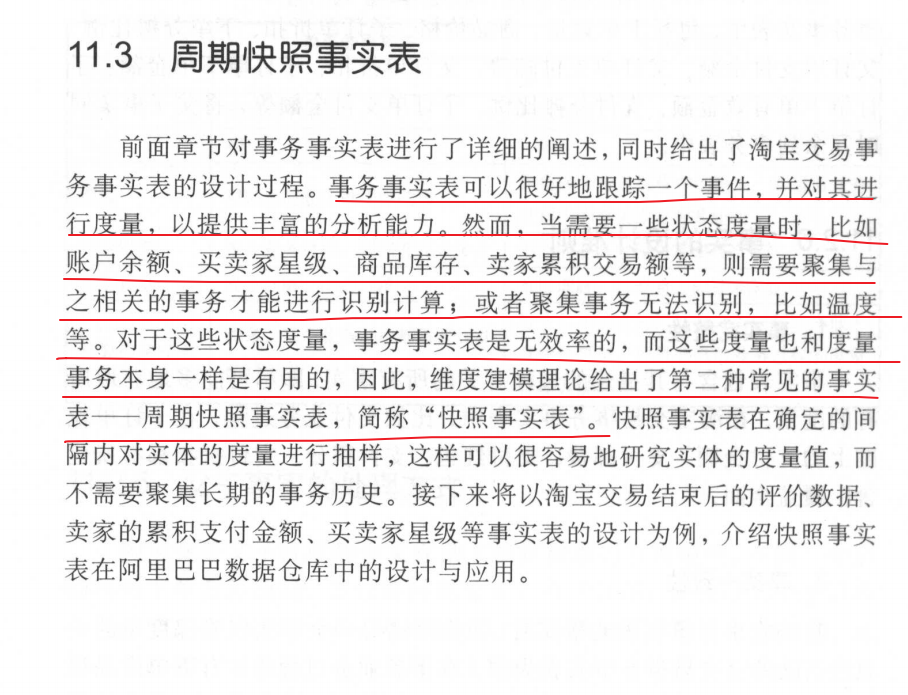 11.3 周期快照事实表
前面章节对事务事实表进行了详细的阐述，同时给出了淘宝交易事
务事实表的设计过程。事务事实表可以很好地跟踪一个事件，并对其进
行度量，以提供丰富的分析能力。然而，当需要一些状态度量时，比如
账户余额、买卖家星级、商品库存、卖家累积交易额等，则需要聚集与
之相关的事务才能进行识别计算；或者聚集事务无法识别，比如温度
等。对于这些状态度量，事务事实表是无效率的，而这些度量也和度量
事务本身一样是有用的，因此，维度建模理论给出了第二种常见的事实
表——周期快照事实表，简称“快照事实表”。快照事实表在确定的间
隔内对实体的度量进行抽样，这样可以很容易地研究实体的度量值，而
不需要聚集长期的事务历史。接下来将以淘宝交易结束后的评价数据、
卖家的累积支付金额、买卖家星级等事实表的设计为例，介绍快照事实
表在阿里巴巴数据仓库中的设计与应用。